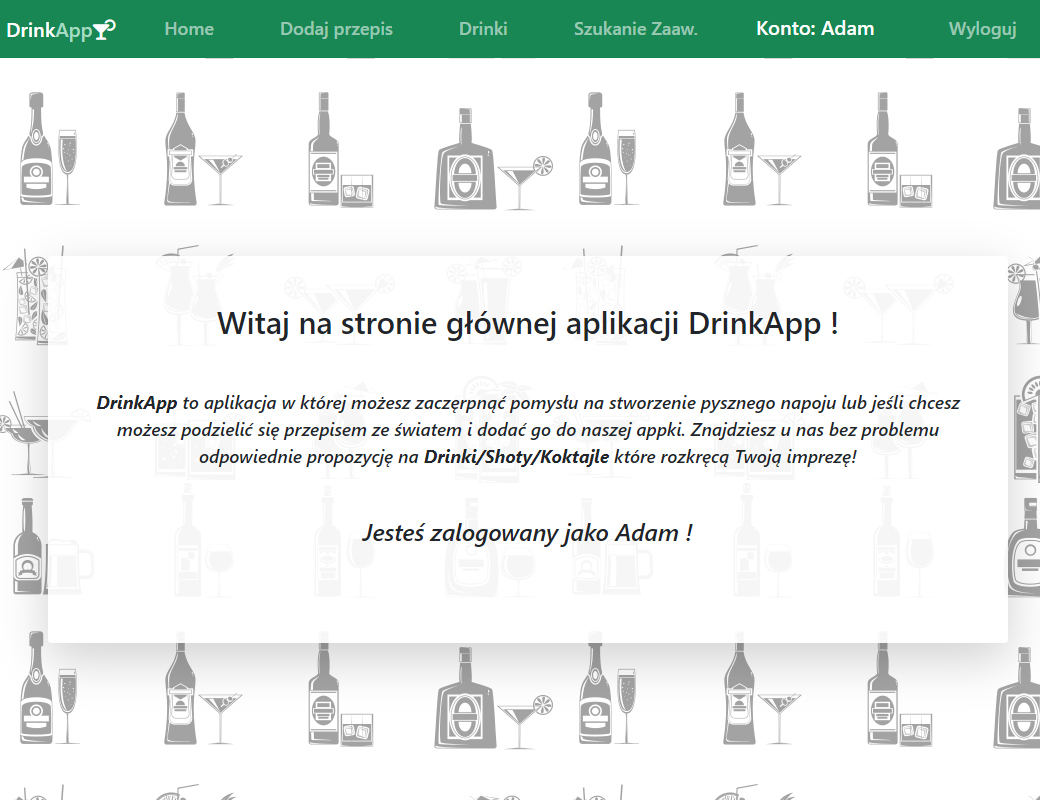 DrinkApp Home Dodaj przepis Drinki Szukanie Zaaw. Konto: Adam Wyloguj
Witaj na stronie głównej aplikacji DrinkApp !
DrinkApp to aplikacja w której możesz zaczęrpnąć pomysłu na stworzenie pysznego napoju lub jeśli chcesz
możesz podzielić się przepisem ze światem i dodać go do naszej appki. Znajdziesz u nas bez problemu
odpowiednie propozycję na Drinki/Shoty/Koktajle które rozkręcą Twoją imprezę!
Jesteś zalogowany jako Adam !